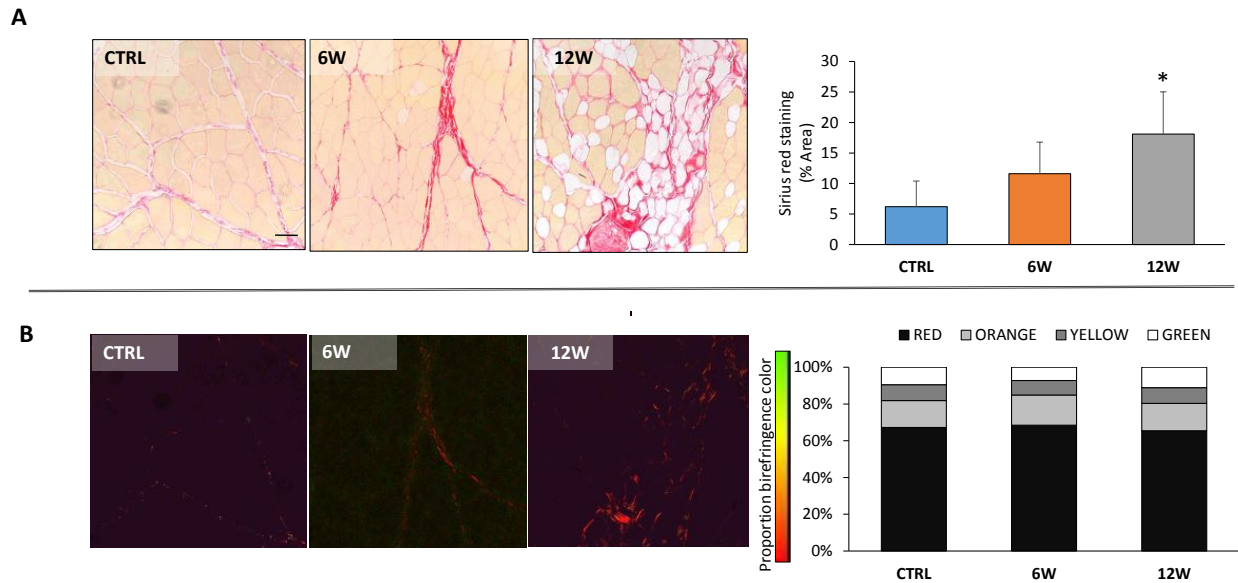 A
CTRL
6W
12W
Sirius red staining
(% Area)
30
25
20
15
10
5
0
*
CTRL
6W
12W
B
CTRL
6W
12W
Proportion birefringence color
RED ORANGE YELLOW GREEN
100%
80%
60%
40%
20%
0%
CTRL
6W
12W